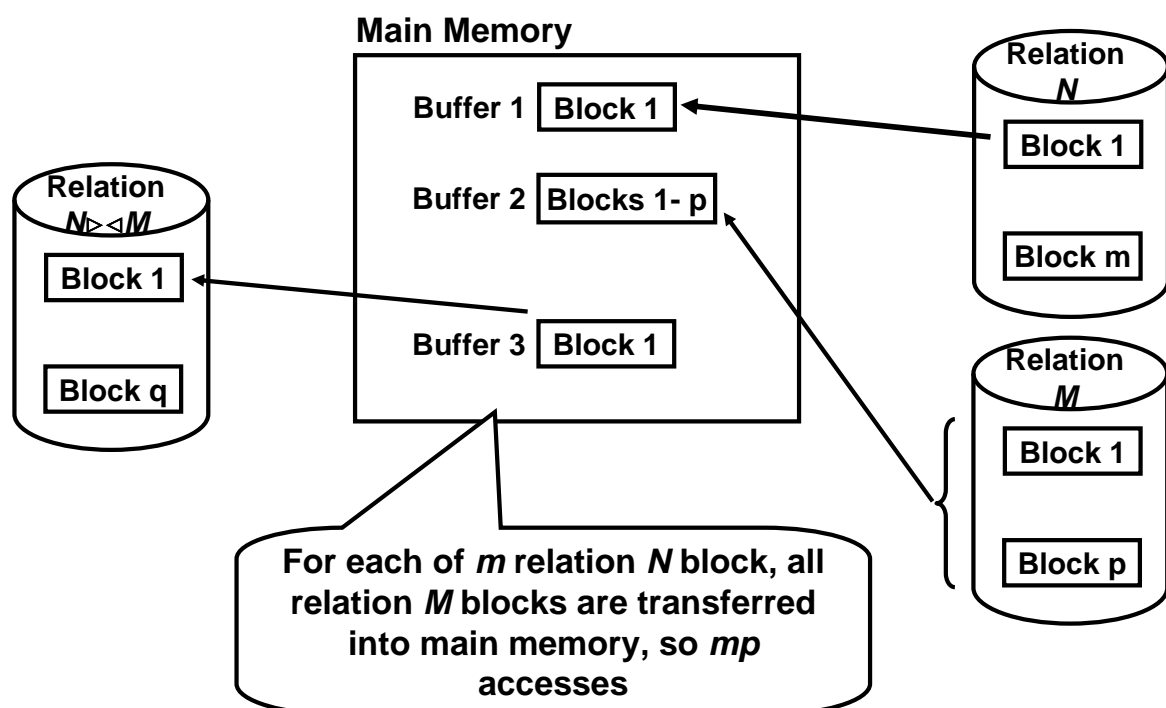 Main Memory
Buffer 1 Block 1
Buffer 2 Blocks 1- p
Buffer 3 Block 1
Relation
N
Block 1
Block m
Relation
N▷◁M
Block 1
Block q
Relation
M
Block 1
Block p
For each of m relation N block, all
relation M blocks are transferred
into main memory, so mp
accesses